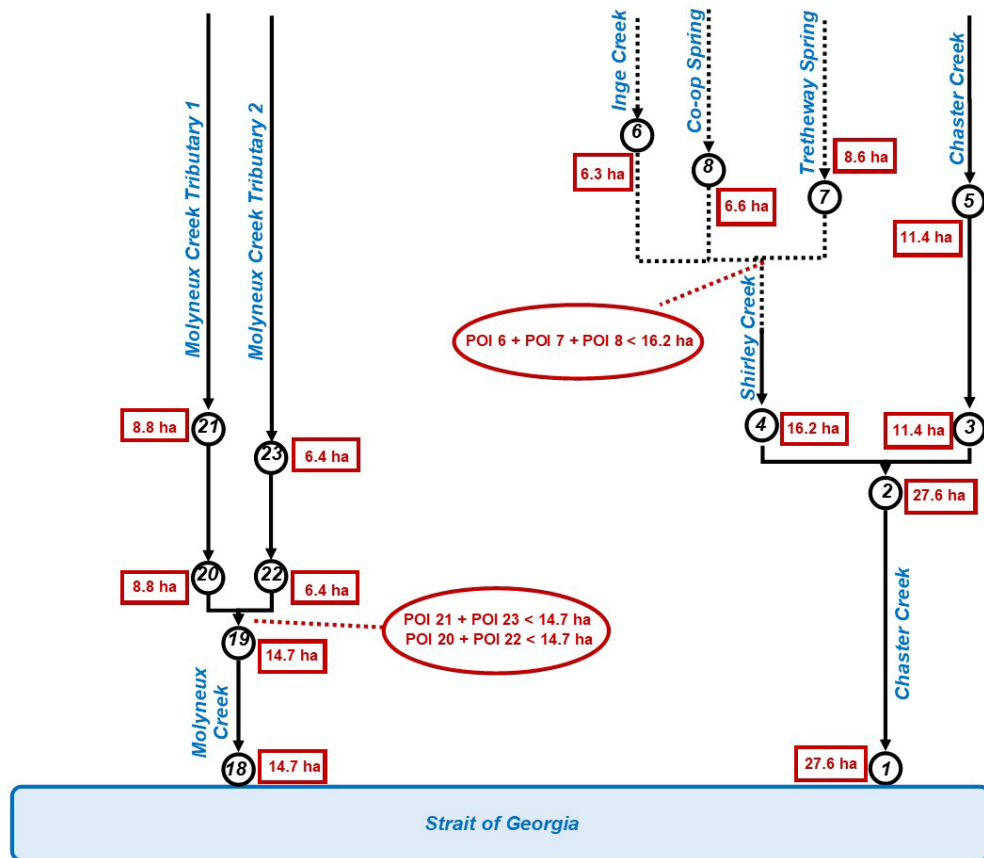 Molyneux Creek Tributary 1
Molyneux Creek Tributary 2
Inge Creek
Co-op Spring
Tretheway Spring
Chaster Creek
6
6.3 ha
8
6.6 ha
8.6 ha
7
5
11.4 ha
POI 6 + POI 7 + POI 8 < 16.2 ha
Shirley Creek
8.8 ha
21
23
6.4 ha
4
16.2 ha
11.4 ha
3
2
27.6 ha
8.8 ha
20
22
6.4 ha
POI 21 + POI 23 < 14.7 ha
POI 20 + POI 22 < 14.7 ha
19
14.7 ha
Molyneux
Creek
Chaster Creek
18
14.7 ha
27.6 ha
1
Strait of Georgia